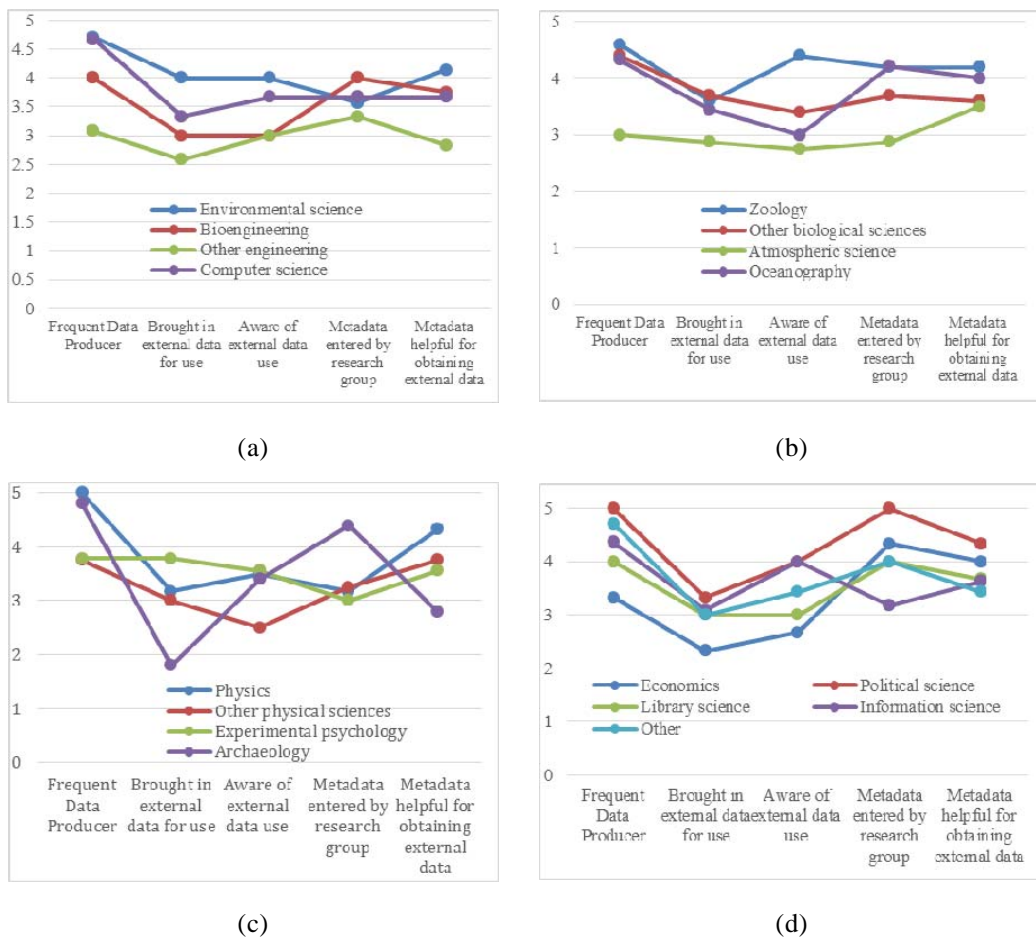 5
4.5
4
3.5
3
2.5
2
1.5
1
0.5
0
Environmental science
Bioengineering
Other engineering
Computer science
Frequent Data
Producer
Brought in
external data
for use
Aware of
external data
use
Metadata
entered by
research
group
Metadata
helpful for
obtaining
external data
(a)
5
4
3
2
1
0
Zoology
Other biological sciences
Atmospheric science
Oceanography
Frequent Data
Producer
Brought in
external data
for use
Aware of
external data
use
Metadata
entered by
research
group
Metadata
helpful for
obtaining
external data
(b)
5
4
3
2
1
0
Physics
Other physical sciences
Experimental psychology
Archaeology
Frequent
Data
Producer
Brought in
external
data for use
Aware of
external
data use
Metadata
entered by
research
group
Metadata
helpful for
obtaining
external
data
(c)
5
4
3
2
1
0
Economics
Political science
Library science
Information science
Other
Frequent
Data
Producer
Brought in
external data
for use
Aware of
external data
use
Metadata
entered by
research
group
Metadata
helpful for
obtaining
external data
(d)